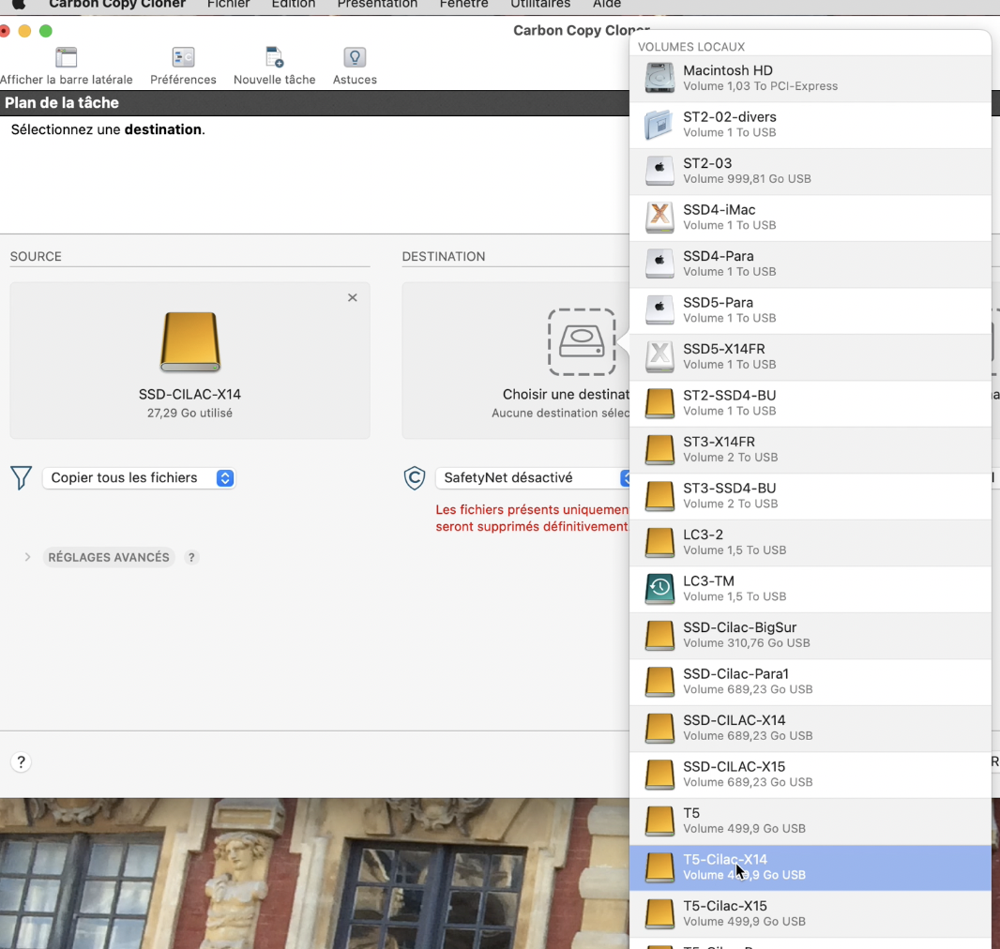 Carbon Copy Cloner Fichier Edition Présentation Fenêtre Utilitaires Aide
Carbon Copy Cloner
Afficher la barre latérale Préférences Nouvelle tâche Astuces
Plan de la tâche
Sélectionnez une destination.
SOURCE
SSD-CILAC-X14
27,29 Go utilisé
Copier tous les fichiers
RÉGLAGES AVANCÉS ?
DESTINATION
Choisir une destinat
Aucune destination sélec
SafetyNet désactivé
Les fichiers présents uniquemen
seront supprimés définitivement
?
VOLUMES LOCAUX
Macintosh HD
Volume 1,03 To PCI-Express
ST2-02-divers
Volume 1 To USB
ST2-03
Volume 999,81 Go USB
SSD4-iMac
Volume 1 To USB
SSD4-Para
Volume 1 To USB
SSD5-Para
Volume 1 To USB
SSD5-X14FR
Volume 1 To USB
ST2-SSD4-BU
Volume 1 To USB
ST3-X14FR
Volume 2 To USB
ST3-SSD4-BU
Volume 2 To USB
LC3-2
Volume 1,5 To USB
LC3-TM
Volume 1,5 To USB
SSD-Cilac-BigSur
Volume 310,76 Go USB
SSD-Cilac-Para1
Volume 689,23 Go USB
SSD-CILAC-X14
Volume 689,23 Go USB
SSD-CILAC-X15
Volume 689,23 Go USB
T5
Volume 499,9 Go USB
T5-Cilac-X14
Volume 499,9 Go USB
T5-Cilac-X15
Volume 499,9 Go USB